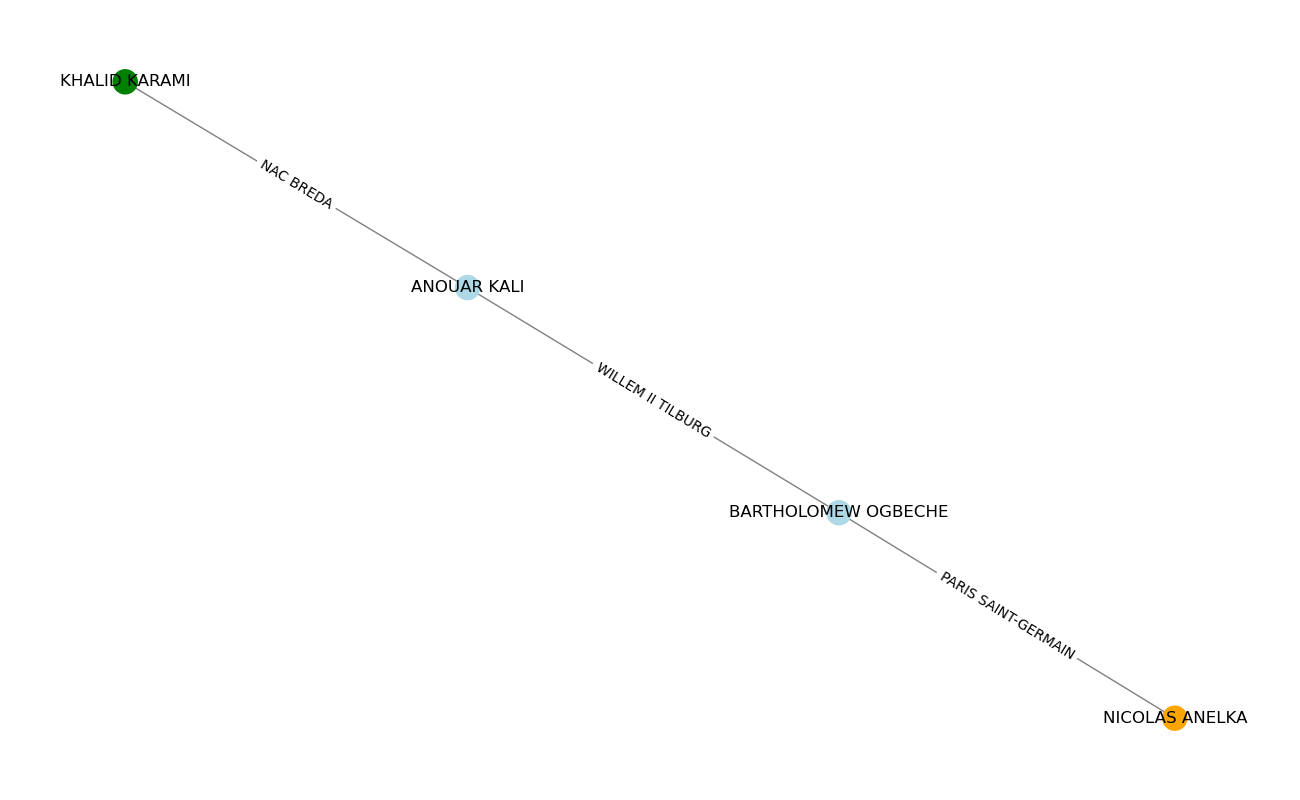 KHALID KARAMI
NAC BREDA
ANOUAR KALI
WILLEM II TILBURG
BARTHOLOMEW OGBECHE
PARIS SAINT-GERMAIN
NICOLAS ANELKA